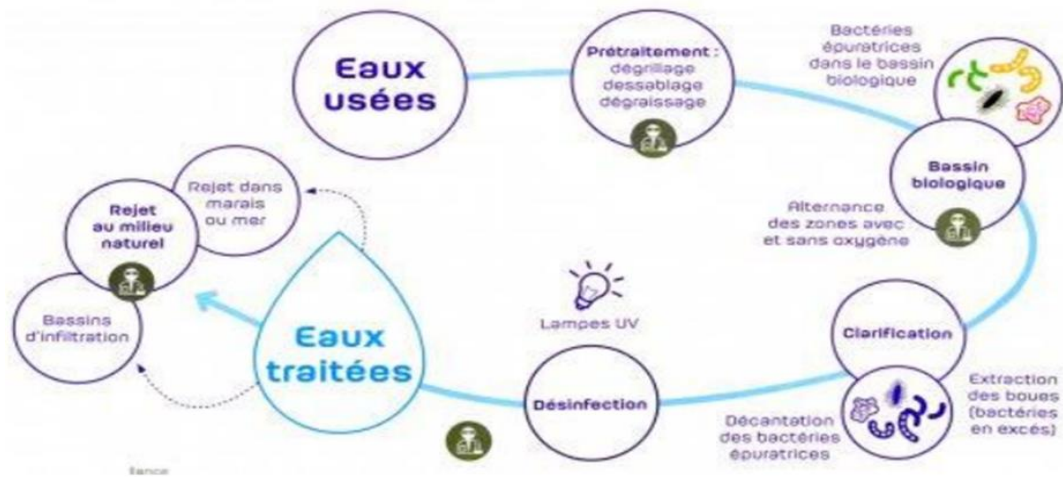 Eaux
usées
Prétraitement :
dégrillage
dessablage
dégraissage
Bactéries
épuratrices
dans le bassin
biologique
Bassin
biologique
Alternance
des zones avec
et sans oxygène
Clarification
Extraction
des boues
(bactéries
en excés)
Décantation
des bactéries
épuratrices
Lampes UV
Désinfection
Eaux
traitées
Rejet dans
marais
ou mer
Rejet
au milieu
naturel
Bassins
d'infiltration